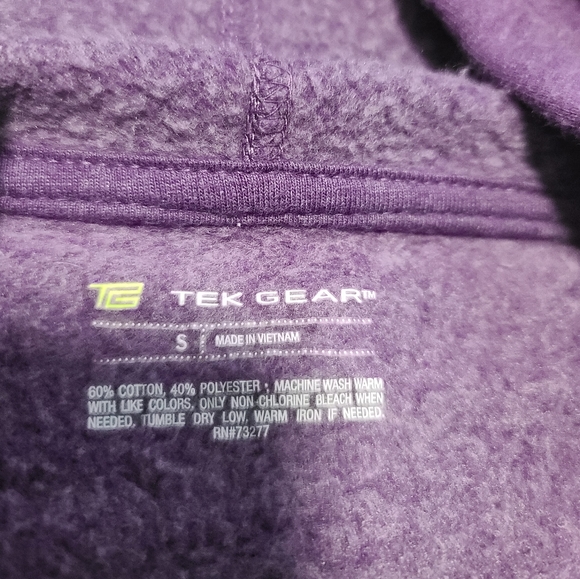 TG TEK GEAR™
S MADE IN VIETNAM
60% COTTON, 40% POLYESTER • MACHINE WASH WARM
WITH LIKE COLORS, ONLY NON-CHLORINE BLEACH WHEN
NEEDED, TUMBLE DRY LOW, WARM IRON IF NEEDED.
RN#73277